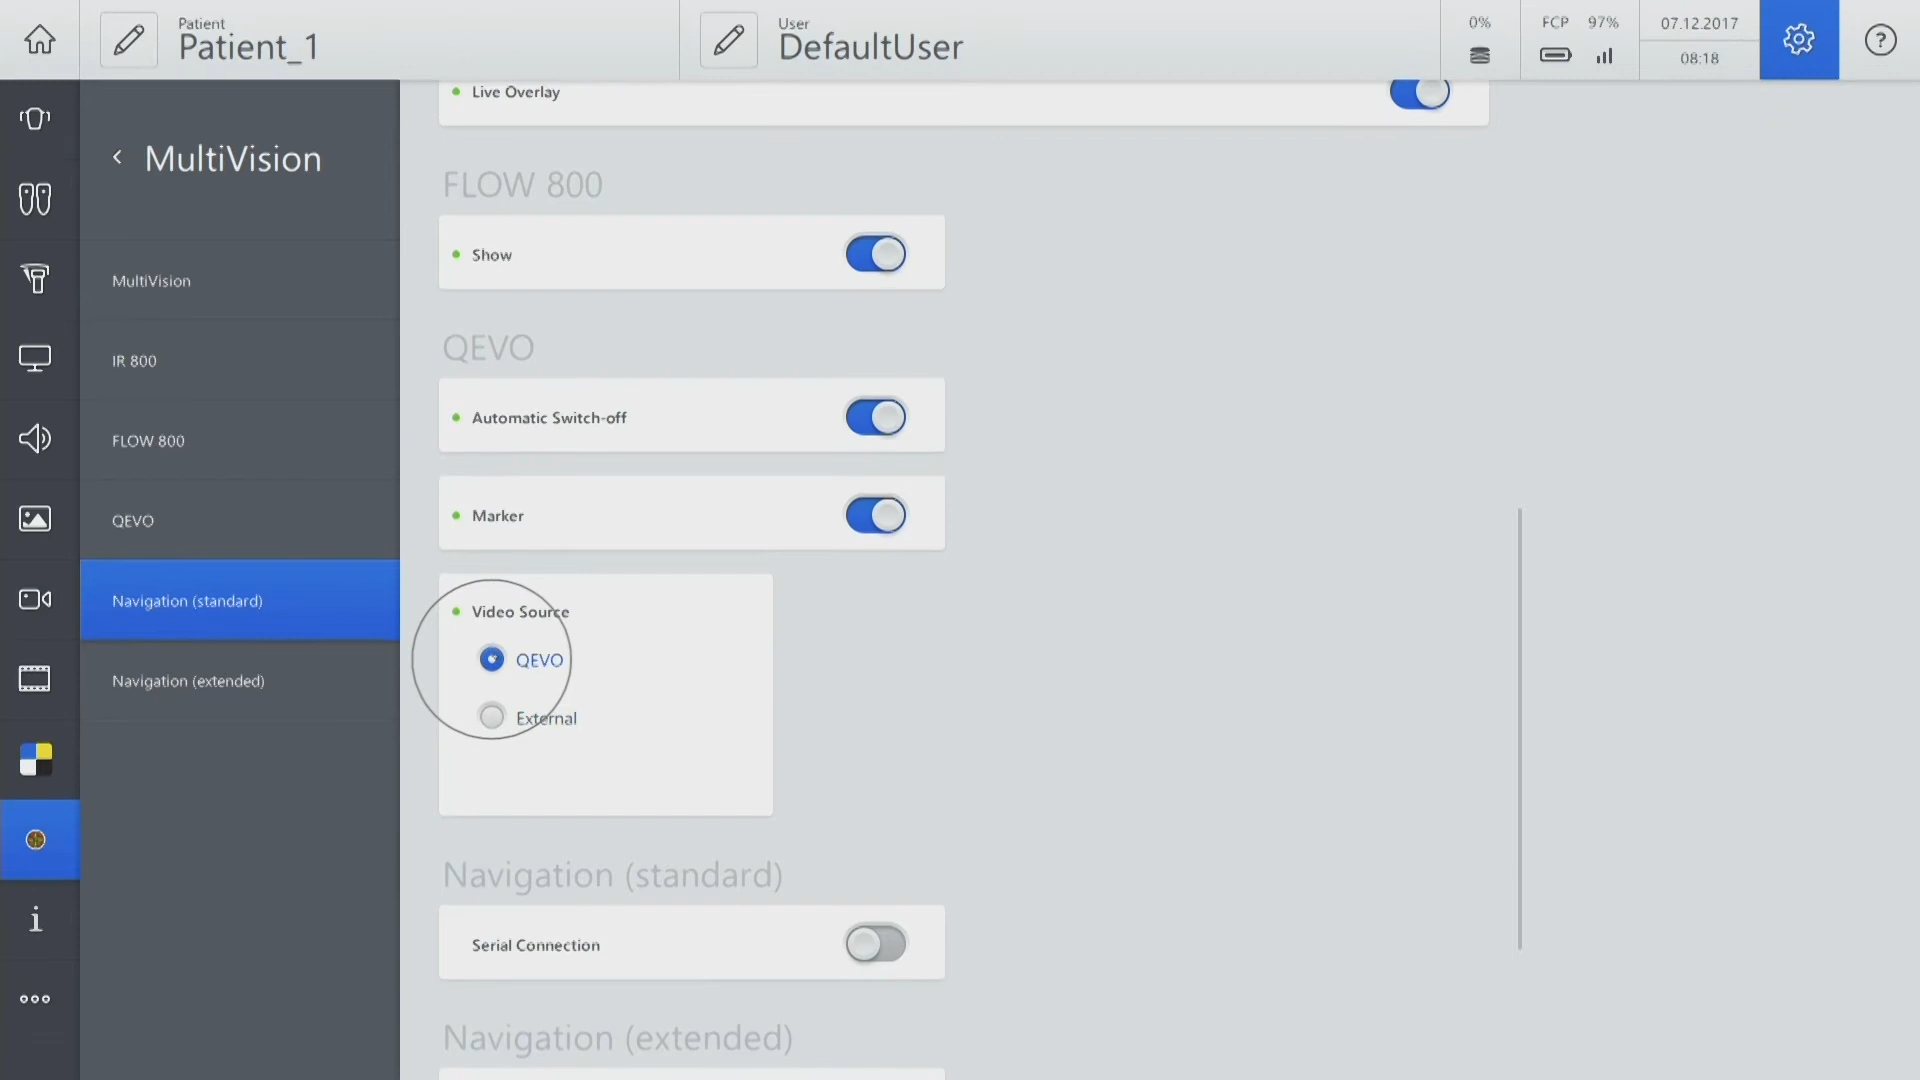 Patient
Patient_1
User
DefaultUser
0%
FCP 97%
07.12.2017
08:18
?
MultiVision
MultiVision
IR 800
FLOW 800
QEVO
Navigation (standard)
Navigation (extended)
Live Overlay
FLOW 800
Show
QEVO
Automatic Switch-off
Marker
Video Source
QEVO
External
Navigation (standard)
Serial Connection
Navigation (extended)